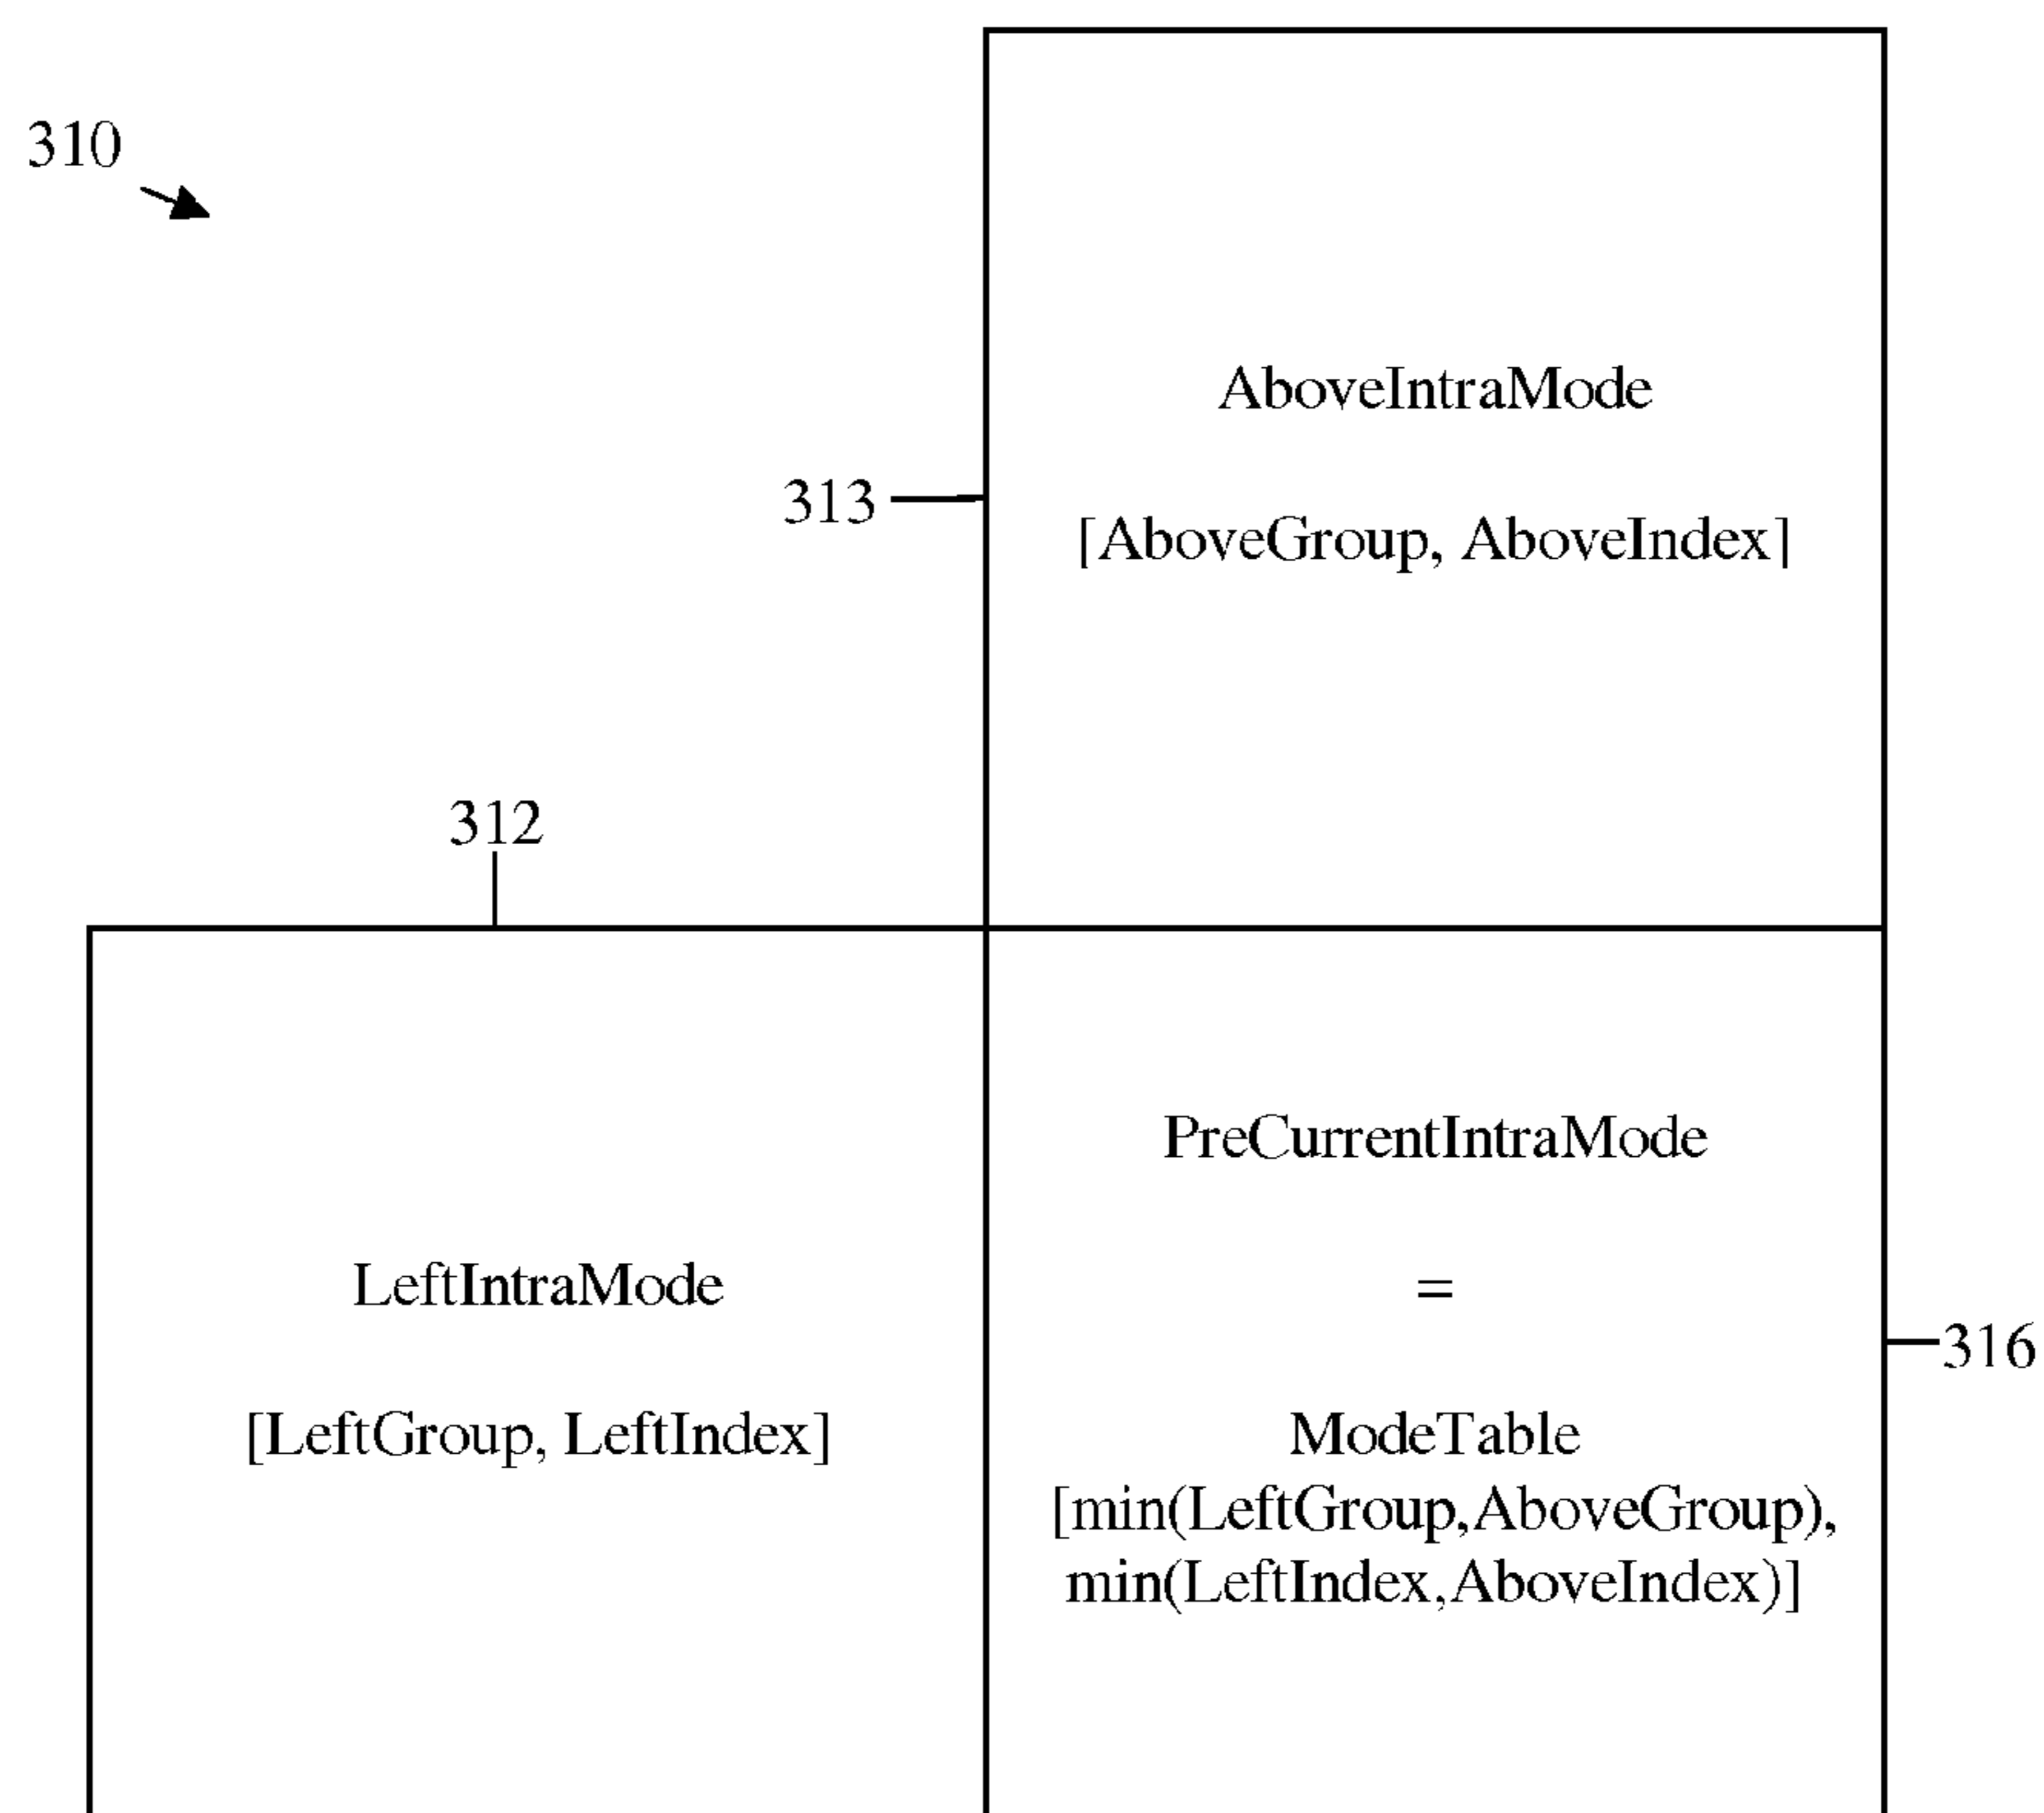 310
AboveIntraMode
313
[AboveGroup, AboveIndex]
312
PreCurrentIntraMode
LeftIntraMode
=
316
[LeftGroup, LeftIndex]
ModeTable
[min(LeftGroup,AboveGroup),
min(LeftIndex,AboveIndex)]